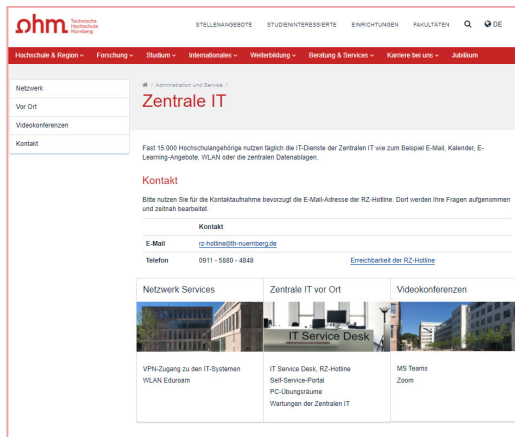 ohm Technische
Hochschule
Nürnberg
STELLENANGEBOTE STUDIENINTERESSIERTE EINRICHTUNGEN FAKULTÄTEN DE
Hochschule & Region Forschung Studium Internationales Weiterbildung Beratung & Services Karriere bei uns Jubiläum
Netzwerk
Vor Ort
Videokonferenzen
Kontakt
/ Administration und Service /
Zentrale IT
Fast 15.000 Hochschulangehörige nutzen täglich die IT-Dienste der Zentralen IT wie zum Beispiel E-Mail, Kalender, E-
Learning-Angebote, WLAN oder die zentralen Datenablagen.
Kontakt
Bitte nutzen Sie für die Kontaktaufnahme bevorzugt die E-Mail-Adresse der RZ-Hotline. Dort werden Ihre Fragen aufgenommen
und zeitnah bearbeitet.
Kontakt
E-Mail rz-hotline@th-nuernberg.de
Telefon 0911 - 5880 - 4848 Erreichbarkeit der RZ-Hotline
Netzwerk Services Zentrale IT vor Ort Videokonferenzen
IT Service Desk
VPN-Zugang zu den IT-Systemen IT Service Desk, RZ-Hotline MS Teams
WLAN Eduroam Self-Service-Portal Zoom
PC-Übungsräume
Wartungen der Zentralen IT